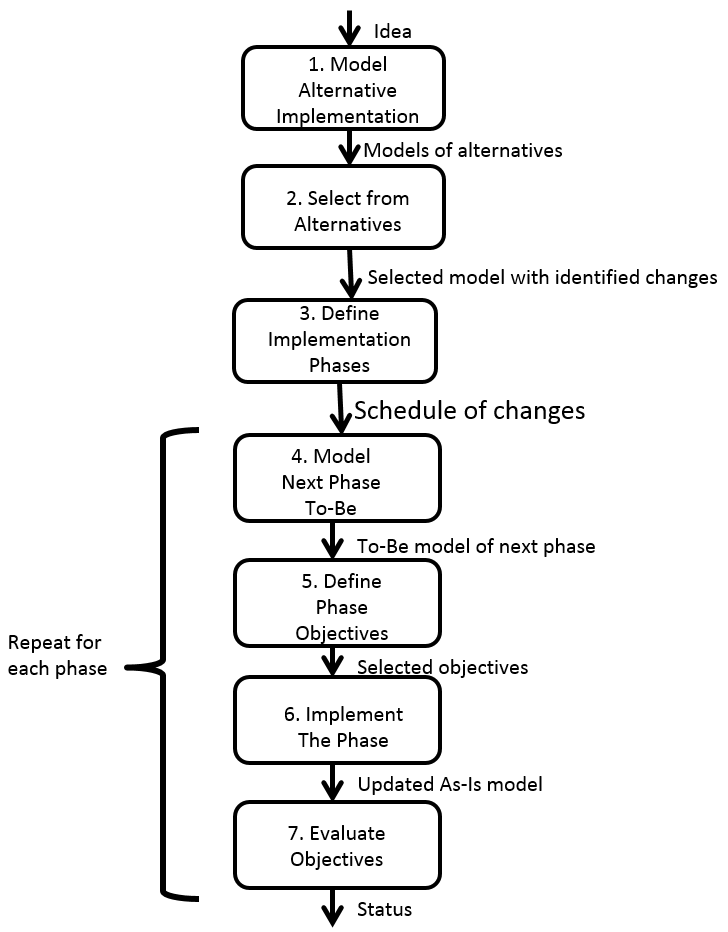 Idea
1. Model
Alternative
Implementation
Models of alternatives
2. Select from
Alternatives
Selected model with identified changes
3. Define
Implementation
Phases
Schedule of changes
4. Model
Next Phase
To-Be
To-Be model of next phase
5. Define
Phase
Objectives
Repeat for
each phase
Selected objectives
6. Implement
The Phase
Updated As-Is model
7. Evaluate
Objectives
Status